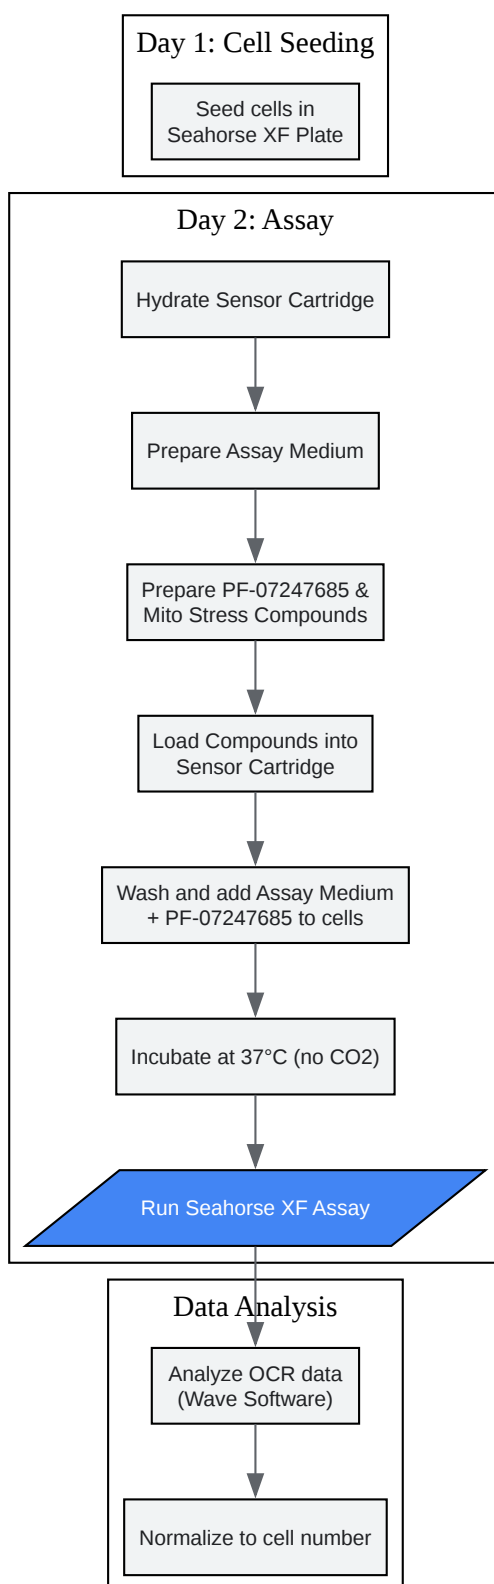 Day 1: Cell Seeding
Seed cells in
Seahorse XF Plate
Day 2: Assay
Hydrate Sensor Cartridge
Prepare Assay Medium
Prepare PF-07247685 &
Mito Stress Compounds
Load Compounds into
Sensor Cartridge
Wash and add Assay Medium
+ PF-07247685 to cells
Incubate at 37°C (no CO2)
Run Seahorse XF Assay
Data Analysis
Analyze OCR data
(Wave Software)
Normalize to cell number